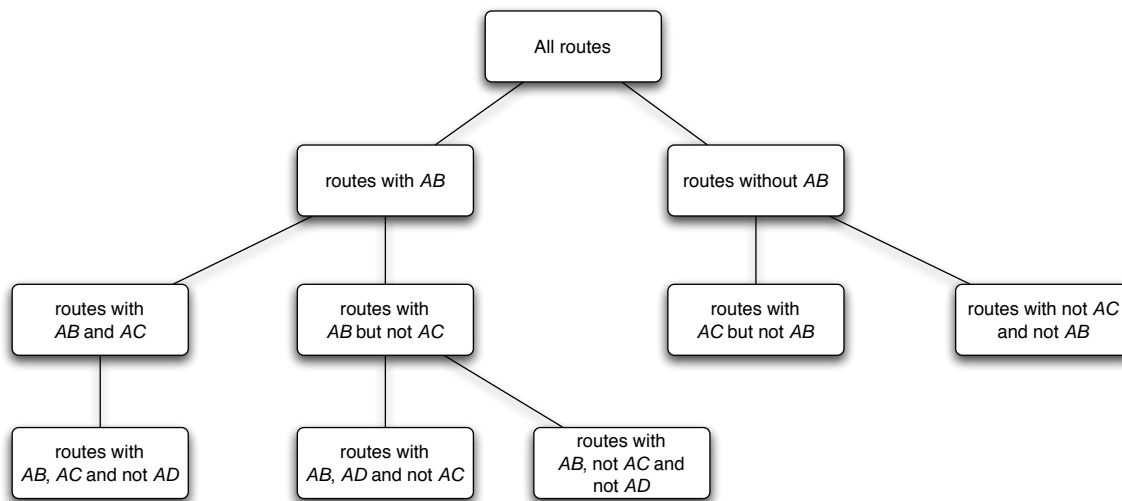 All routes
routes with AB
routes without AB
routes with
AB and AC
routes with
AB but not AC
routes with
AC but not AB
routes with not AC
and not AB
routes with
AB, AC and not AD
routes with
AB, AD and not AC
routes with
AB, not AC and
not AD